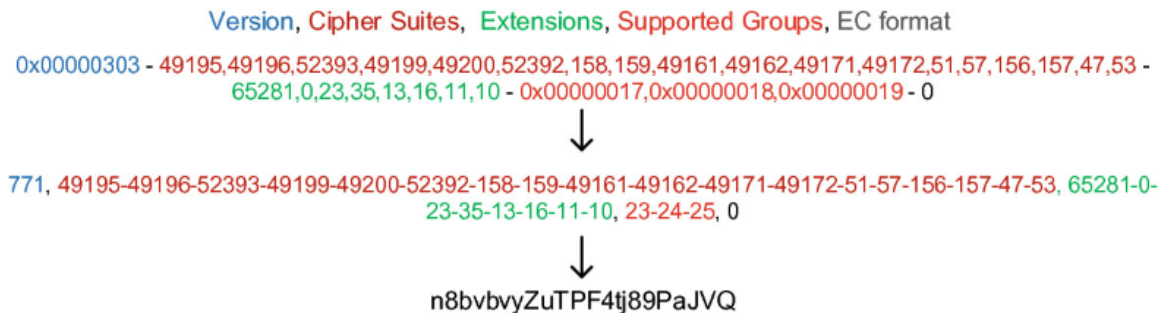 Version, Cipher Suites, Extensions, Supported Groups, EC format
0x00000303 - 49195,49196,52393,49199,49200,52392,158,159,49161,49162,49171,49172,51,57,156,157,47,53 -
65281,0,23,35,13,16,11,10 - 0x00000017,0x00000018,0x00000019 - 0
771, 49195-49196-52393-49199-49200-52392-158-159-49161-49162-49171-49172-51-57-156-157-47-53, 65281-0-
23-35-13-16-11-10, 23-24-25, 0
n8bvbvyZuTPF4tj89PaJVQ